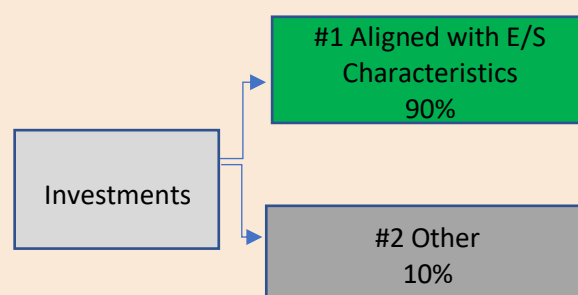 #1 Aligned with E/S
Characteristics
90%
Investments
#2 Other
10%